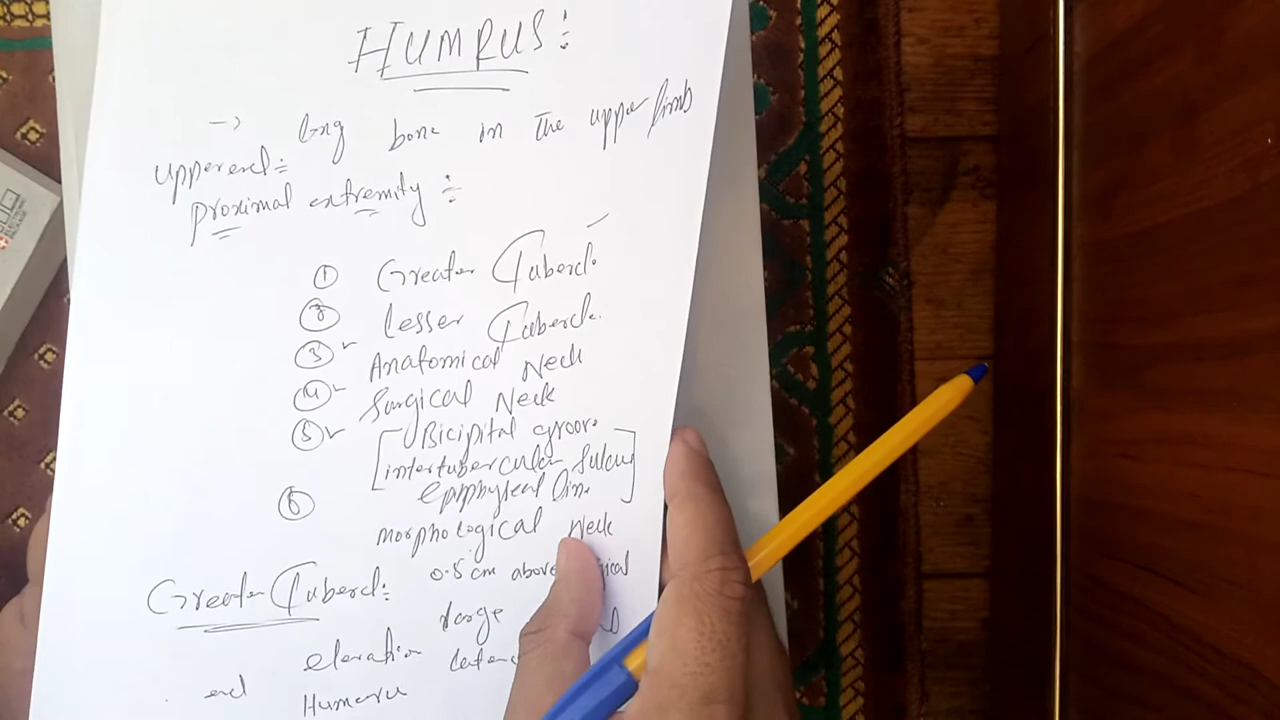 HUMRUS:
→ long bone in the upper limb
upper end:
proximal extremity:
① Greater Tubercle
② Lesser Tubercle
③ Anatomical Neck
④ Surgical Neck
⑤ Bicipital groove
intertubercular Sulcus
epiphyseal line
⑥ morphological Neck
0.5 cm above
Greater Tubercle:
large
elevation
end Humerus